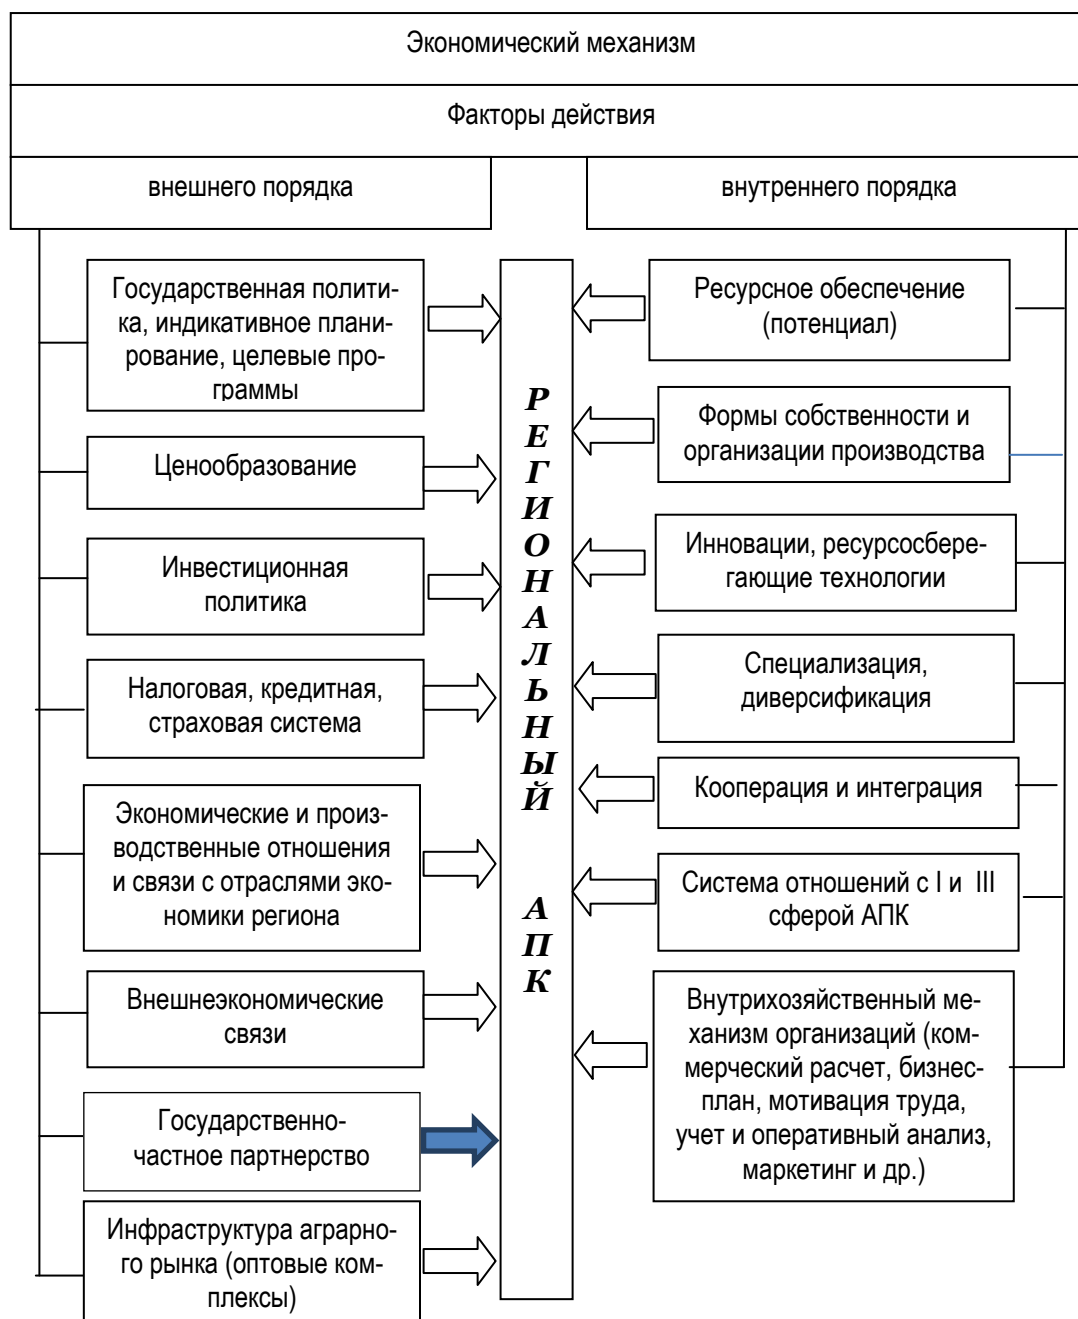 Экономический механизм
Факторы действия
внешнего порядка
внутреннего порядка
Государственная полити-
ка, индикативное плани-
рование, целевые про-
граммы
Ценообразование
Инвестиционная
политика
Налоговая, кредитная,
страховая система
Экономические и произ-
водственные отношения
и связи с отраслями эко-
номики региона
Внешнеэкономические
связи
Государственно-
частное партнерство
Инфраструктура аграрно-
го рынка (оптовые ком-
плексы)
РЕГИОНАЛЬНЫЙ
АПК
Ресурсное обеспечение
(потенциал)
Формы собственности и
организации производства
Инновации, ресурсосбере-
гающие технологии
Специализация,
диверсификация
Кооперация и интеграция
Система отношений с I и III
сферой АПК
Внутрихозяйственный ме-
ханизм организаций (ком-
мерческий расчет, бизнес-
план, мотивация труда,
учет и оперативный анализ,
маркетинг и др.)